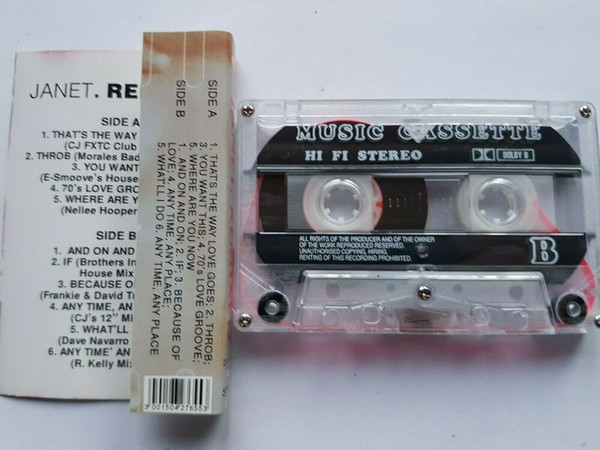 JANET. RE
SIDE A
1. THAT'S THE WAY
(CJ FXTC Club
2. THROB (Morales Bad
3. YOU WANT
(E-Smoove's House
4. 70's LOVE GRO
5. WHERE ARE Y
(Nellee Hooper
SIDE B
1. AND ON AND
2. IF (Brothers In
House Mix)
3. BECAUSE O
(Frankie & David T
4. ANY TIME, AN
(CJ's 12" Mi
5. WHAT'LL
(Dave Navarro
6. ANY TIME' AN
(R. Kelly Mix
SIDE A
1. THAT'S THE WAY LOVE GOES; 2. THROB;
3. YOU WANT THIS; 4. 70's LOVE GROOVE;
5. WHERE ARE YOU NOW
SIDE B
1. AND ON AND ON; 2. IF; 3. BECAUSE OF
LOVE; 4. ANY TIME, ANY PLACE;
5. WHAT'LL I DO 6. ANY TIME, ANY PLACE
3 001504 276553
MUSIC CASSETTE
HI FI STEREO
DOLBY B
ALL RIGHTS OF THE PRODUCER AND OF THE OWNER
OF THE WORK REPRODUCED RESERVED.
UNAUTHORISED COPYING, HIRING,
RENTING OF THIS RECORDING PROHIBITED.
B